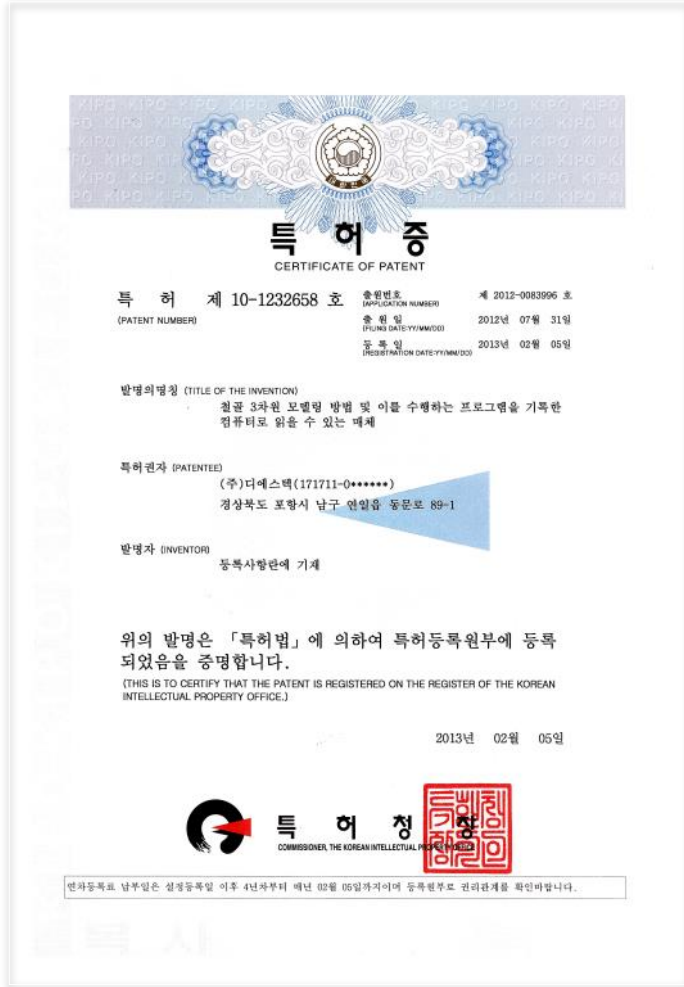 특 허 증
CERTIFICATE OF PATENT
특 허 제 10-1232658 호
(PATENT NUMBER)
출원번호 제 2012-0083996 호
(APPLICATION NUMBER)
출 원 일 2012년 07월 31일
(FILING DATE:YY/MM/DD)
등 록 일 2013년 02월 05일
(REGISTRATION DATE:YY/MM/DD)
발명의명칭 (TITLE OF THE INVENTION)
철골 3차원 모델링 방법 및 이를 수행하는 프로그램을 기록한
컴퓨터로 읽을 수 있는 매체
특허권자 (PATENTEE)
(주)디에스텍(171711-0******)
경상북도 포항시 남구 연일읍 동문로 89-1
발명자 (INVENTOR)
등록사항란에 기재
위의 발명은 「특허법」에 의하여 특허등록원부에 등록
되었음을 증명합니다.
(THIS IS TO CERTIFY THAT THE PATENT IS REGISTERED ON THE REGISTER OF THE KOREAN
INTELLECTUAL PROPERTY OFFICE.)
2013년 02월 05일
특 허 청 장
COMMISSIONER, THE KOREAN INTELLECTUAL PROPERTY OFFICE
연차등록료 납부일은 설정등록일 이후 4년차부터 매년 02월 05일까지이며 등록원부로 권리관계를 확인바랍니다.